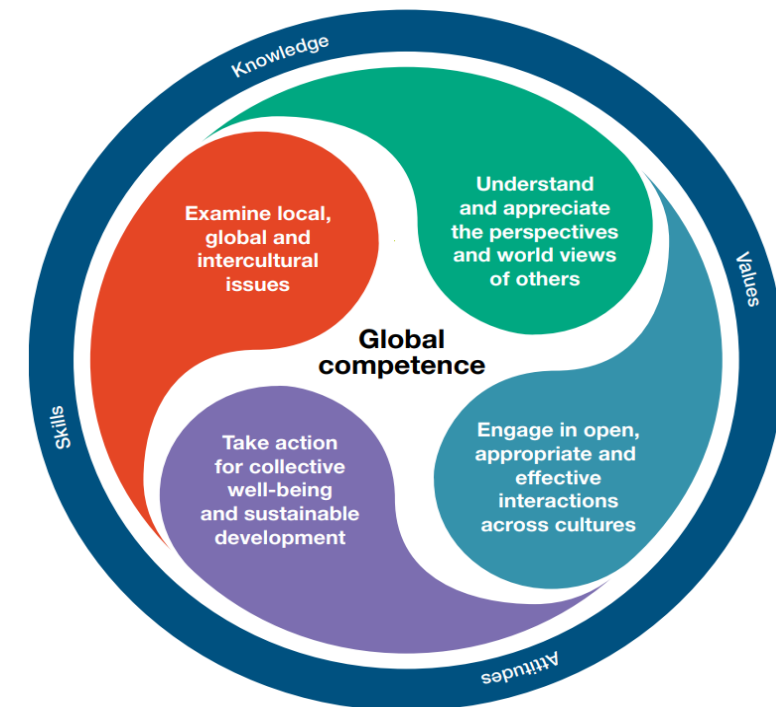 Knowledge
Understand
and appreciate
the perspectives
and world views
of others
Examine local,
global and
intercultural
issues
Values
Global
competence
Skills
Take action
for collective
well-being
and sustainable
development
Engage in open,
appropriate and
effective
interactions
across cultures
Attitudes